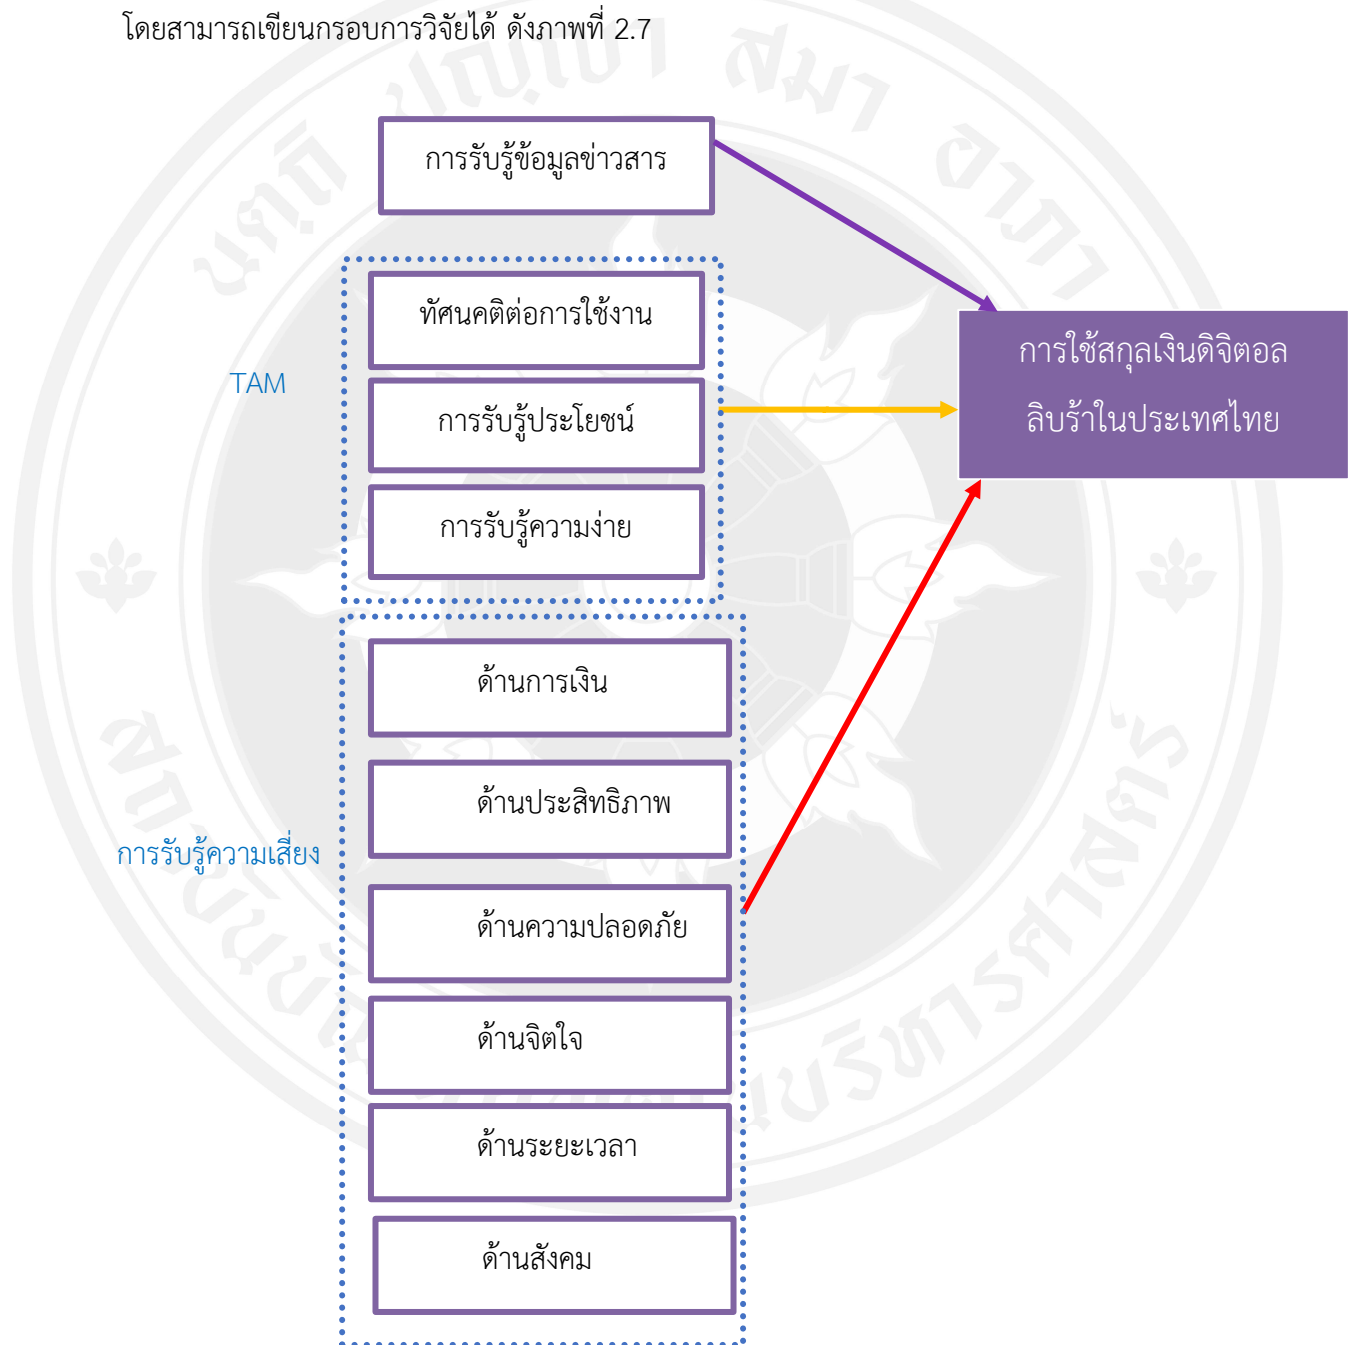 โดยสามารถเขียนกรอบการวิจัยได้ ดังภาพที่ 2.7
การรับรู้ข้อมูลข่าวสาร
ทัศนคติต่อการใช้งาน
TAM
การรับรู้ประโยชน์
การรับรู้ความง่าย
การใช้สกุลเงินดิจิตอล
ลิบร้าในประเทศไทย
ด้านการเงิน
ด้านประสิทธิภาพ
การรับรู้ความเสี่ยง
ด้านความปลอดภัย
ด้านจิตใจ
ด้านระยะเวลา
ด้านสังคม